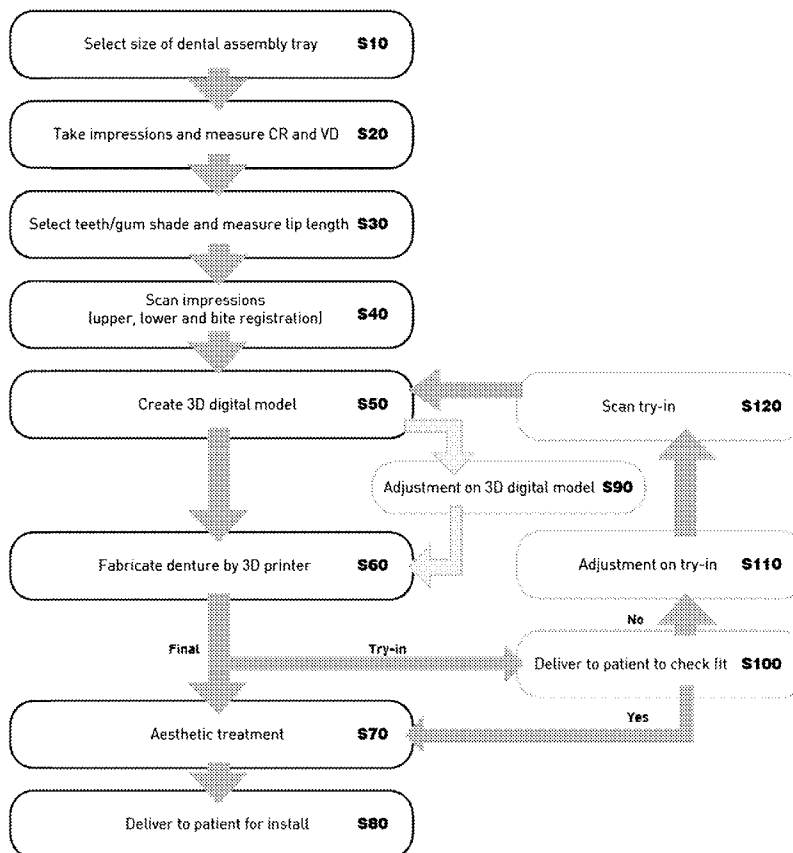 Select size of dental assembly tray S10
Take impressions and measure CR and VD S20
Select teeth/gum shade and measure lip length S30
Scan impressions
(upper, lower and bite registration) S40
Create 3D digital model S50
Scan try-in S120
Adjustment on 3D digital model S90
Fabricate denture by 3D printer S60
Adjustment on try-in S110
No
Final
Try-in
Deliver to patient to check fit S100
Yes
Aesthetic treatment S70
Deliver to patient for install S80